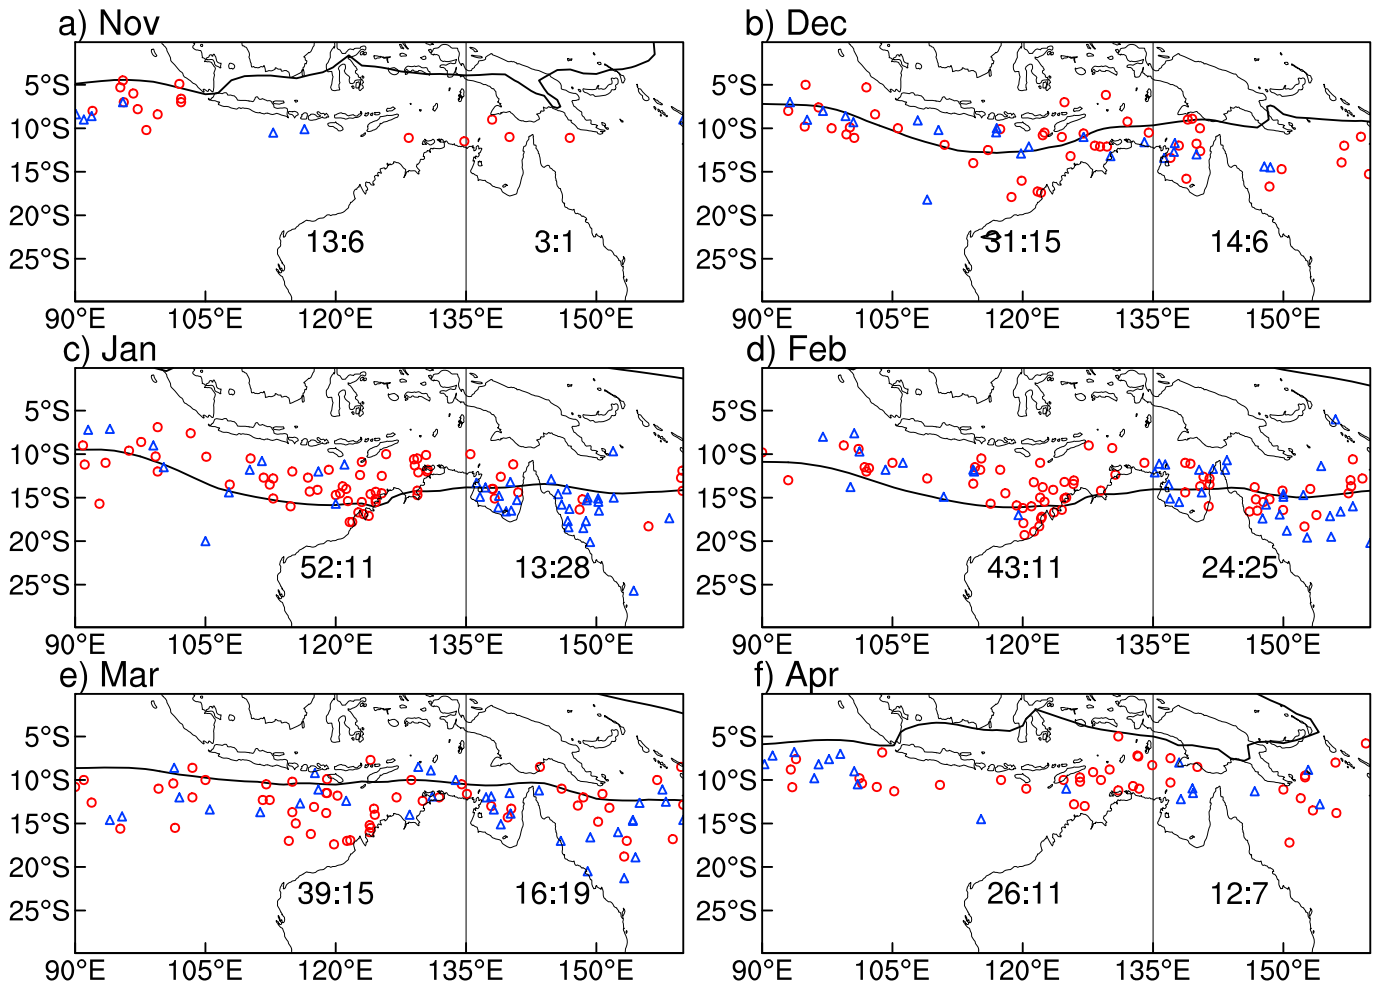 a) Nov
5°S
10°S
15°S
20°S
25°S
13:6
3:1
90°E 105°E 120°E 135°E 150°E
b) Dec
5°S
10°S
15°S
20°S
25°S
31:15
14:6
90°E 105°E 120°E 135°E 150°E
c) Jan
5°S
10°S
15°S
20°S
25°S
52:11
13:28
90°E 105°E 120°E 135°E 150°E
d) Feb
5°S
10°S
15°S
20°S
25°S
43:11
24:25
90°E 105°E 120°E 135°E 150°E
e) Mar
5°S
10°S
15°S
20°S
25°S
39:15
16:19
90°E 105°E 120°E 135°E 150°E
f) Apr
5°S
10°S
15°S
20°S
25°S
26:11
12:7
90°E 105°E 120°E 135°E 150°E